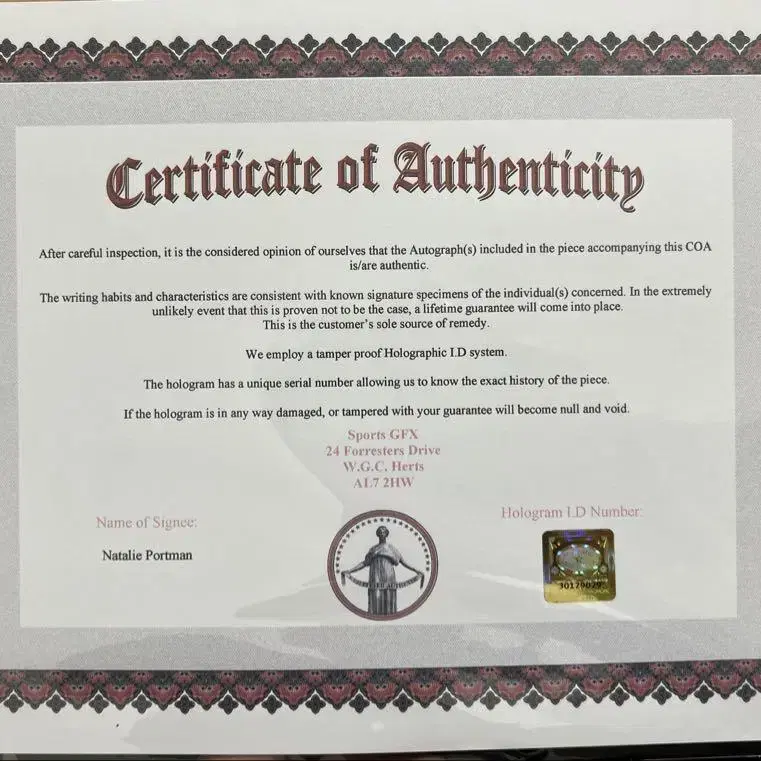 Certificate of Authenticity
After careful inspection, it is the considered opinion of ourselves that the Autograph(s) included in the piece accompanying this COA
is/are authentic.
The writing habits and characteristics are consistent with known signature specimens of the individual(s) concerned. In the extremely
unlikely event that this is proven not to be the case, a lifetime guarantee will come into place.
This is the customer's sole source of remedy.
We employ a tamper proof Holographic I.D system.
The hologram has a unique serial number allowing us to know the exact history of the piece.
If the hologram is in any way damaged, or tampered with your guarantee will become null and void.
Sports GFX
24 Forresters Drive
W.G.C. Herts
AL7 2HW
Name of Signee:
Natalie Portman
Hologram I.D Number: